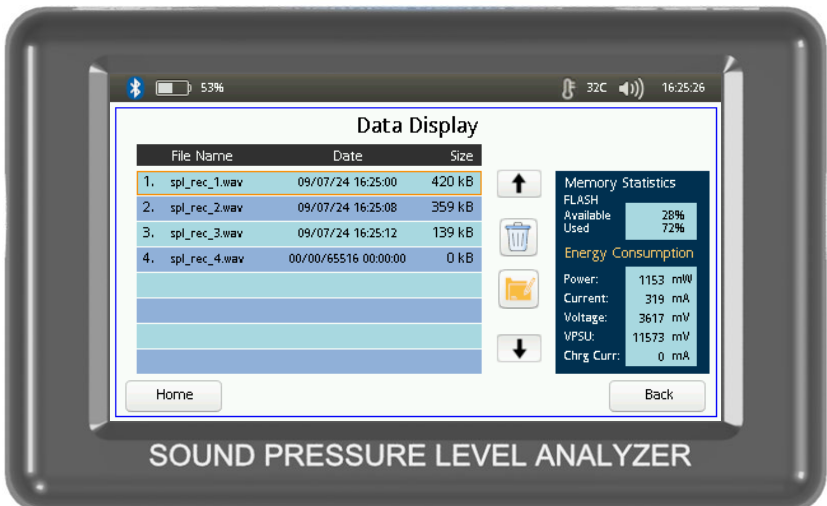 53% 32C 16:25:26
Data Display
File Name Date Size
1. spl_rec_1.wav 09/07/24 16:25:00 420 kB
2. spl_rec_2.wav 09/07/24 16:25:08 359 kB
3. spl_rec_3.wav 09/07/24 16:25:12 139 kB
4. spl_rec_4.wav 00/00/65516 00:00:00 0 kB
Memory Statistics
FLASH
Available 28%
Used 72%
Energy Consumption
Power: 1153 mW
Current: 319 mA
Voltage: 3617 mV
VPSU: 11573 mV
Chrg Curr: 0 mA
Home Back
SOUND PRESSURE LEVEL ANALYZER